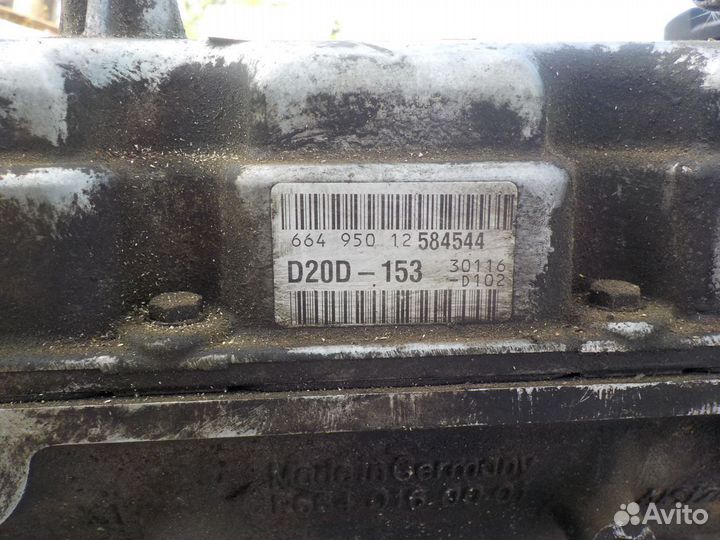 664 950 12 584544
D20D-153 30116
-D102
Made in Germany
Avito